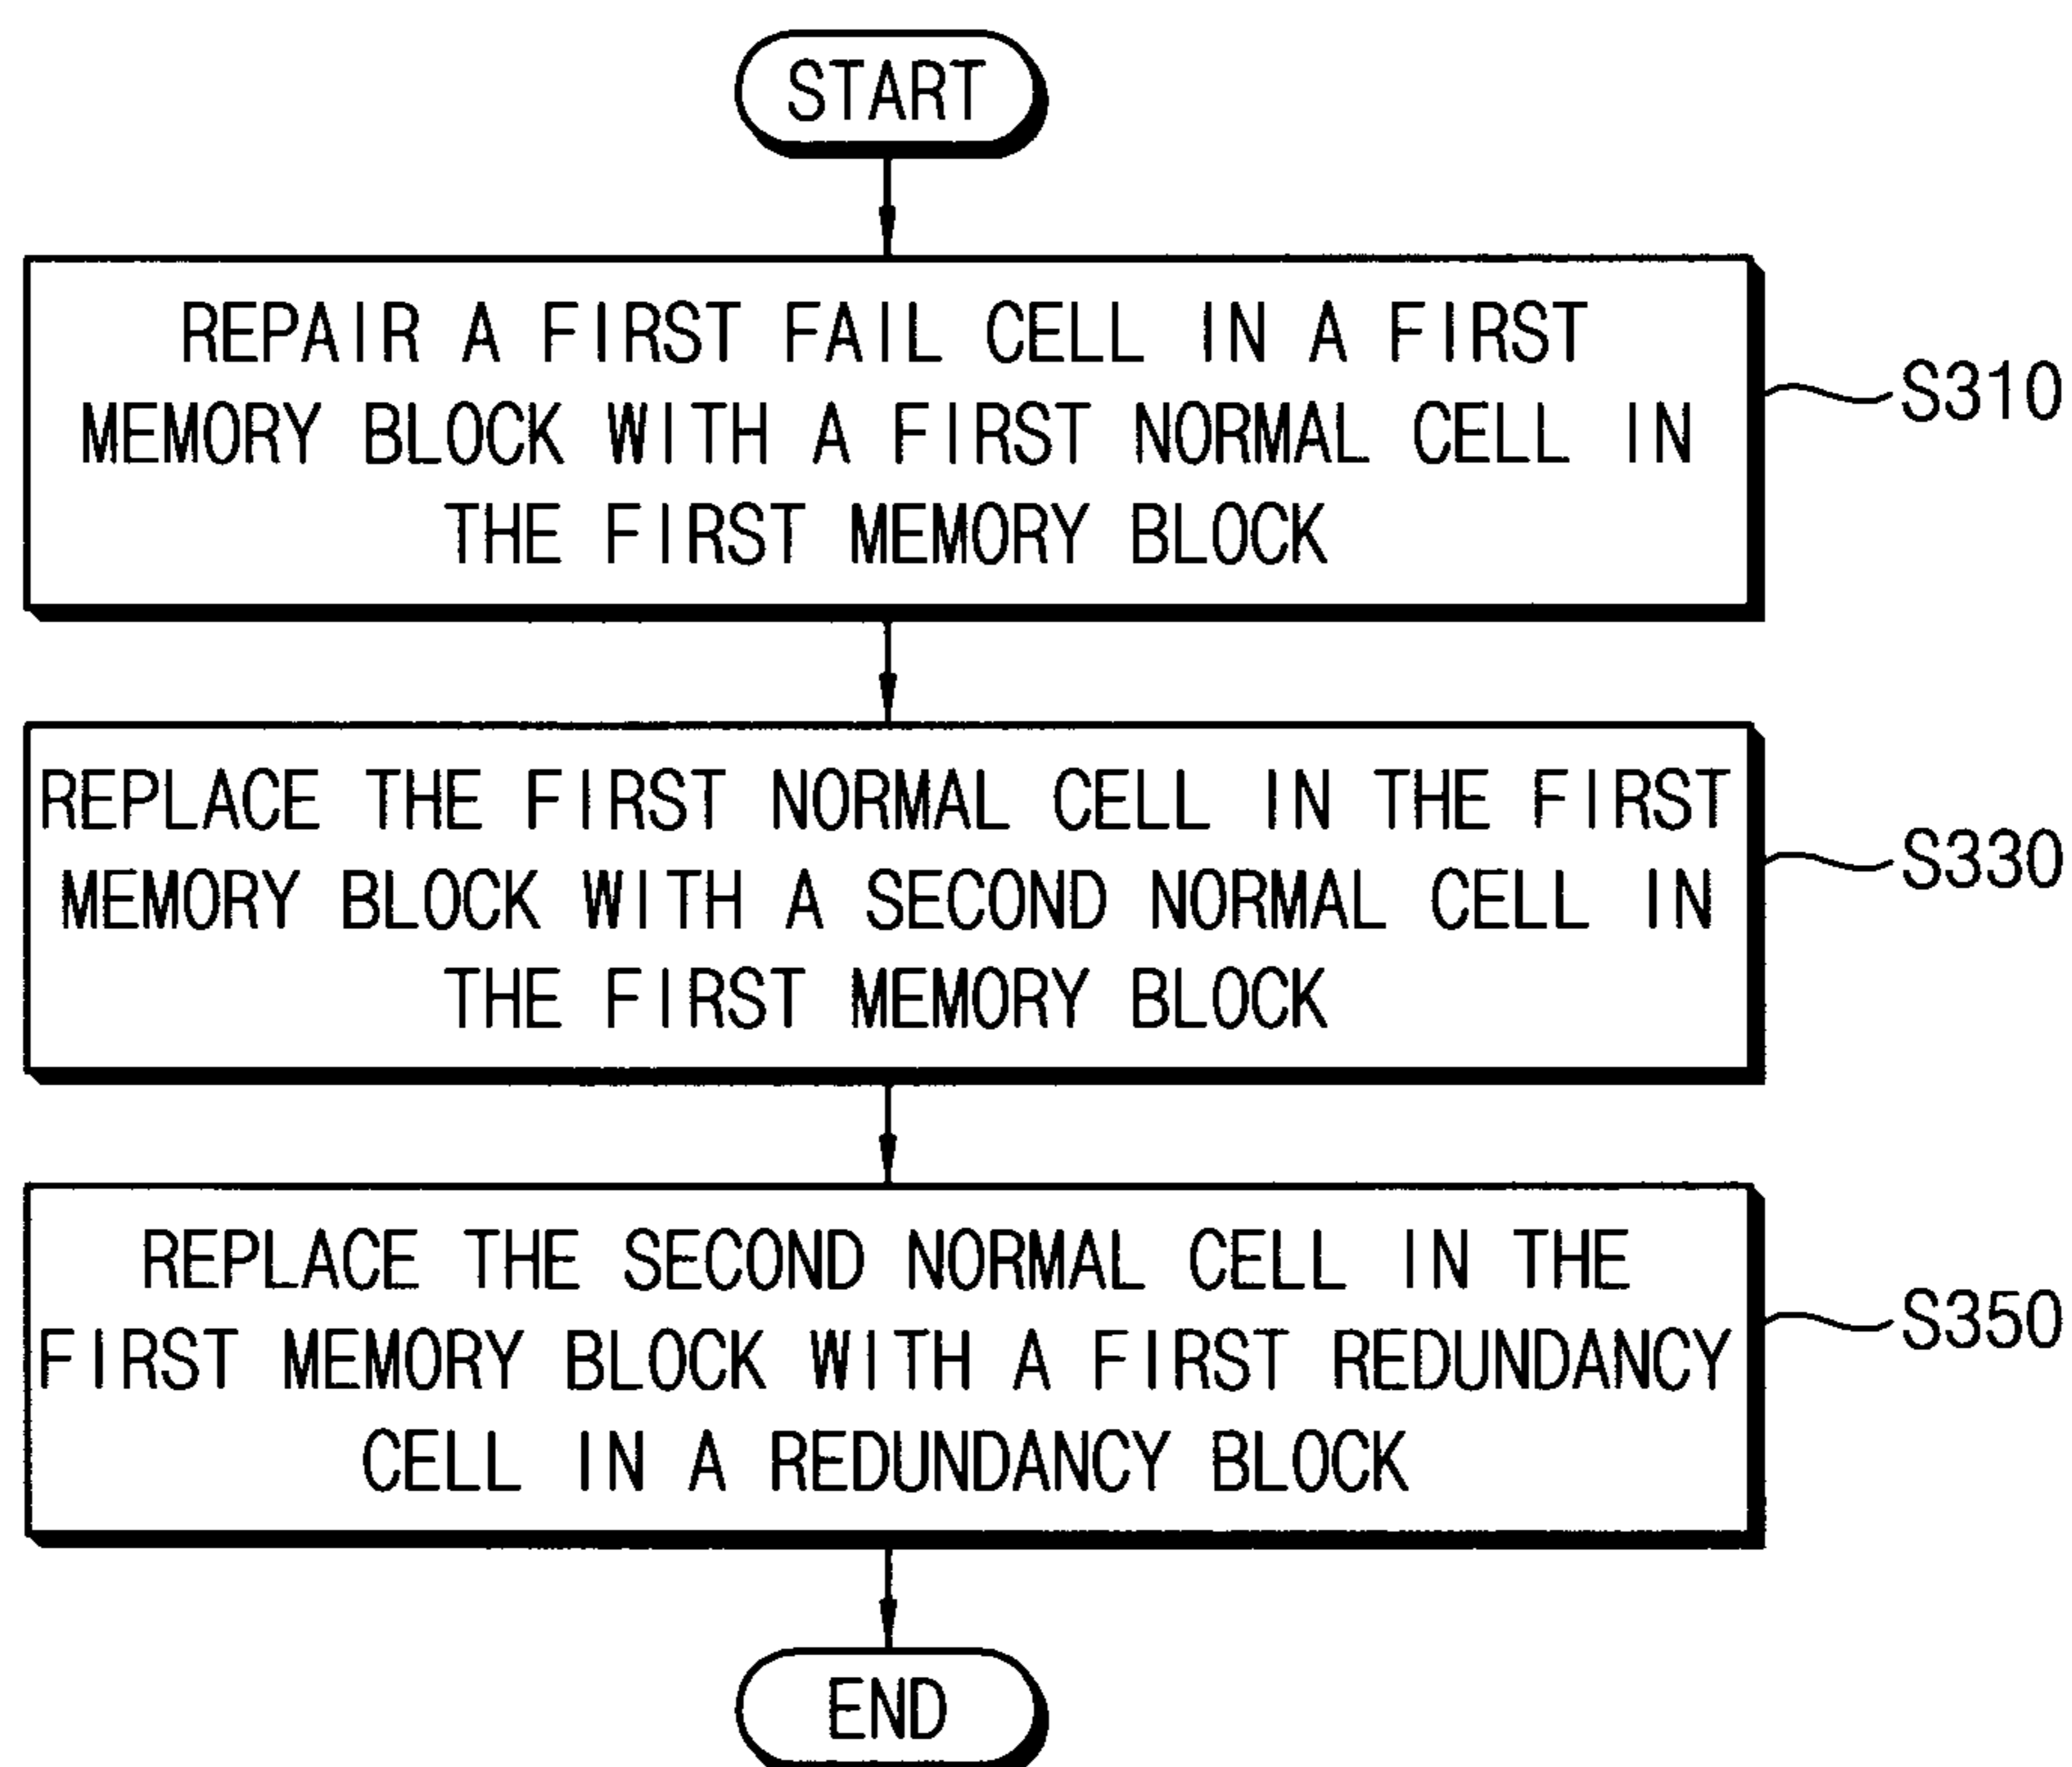 START
REPAIR A FIRST FAIL CELL IN A FIRST
MEMORY BLOCK WITH A FIRST NORMAL CELL IN
THE FIRST MEMORY BLOCK
S310
REPLACE THE FIRST NORMAL CELL IN THE FIRST
MEMORY BLOCK WITH A SECOND NORMAL CELL IN
THE FIRST MEMORY BLOCK
S330
REPLACE THE SECOND NORMAL CELL IN THE
FIRST MEMORY BLOCK WITH A FIRST REDUNDANCY
CELL IN A REDUNDANCY BLOCK
S350
END